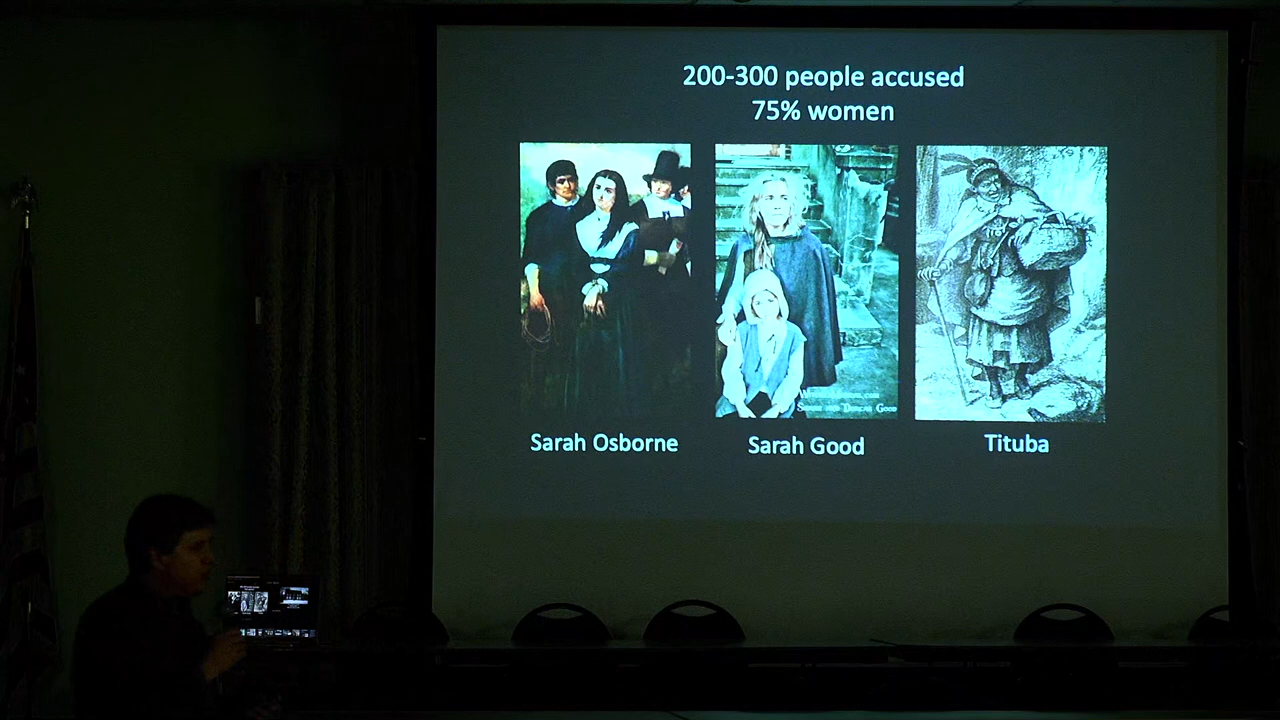 200-300 people accused
75% women
Sarah Osborne
Sarah Good
Tituba